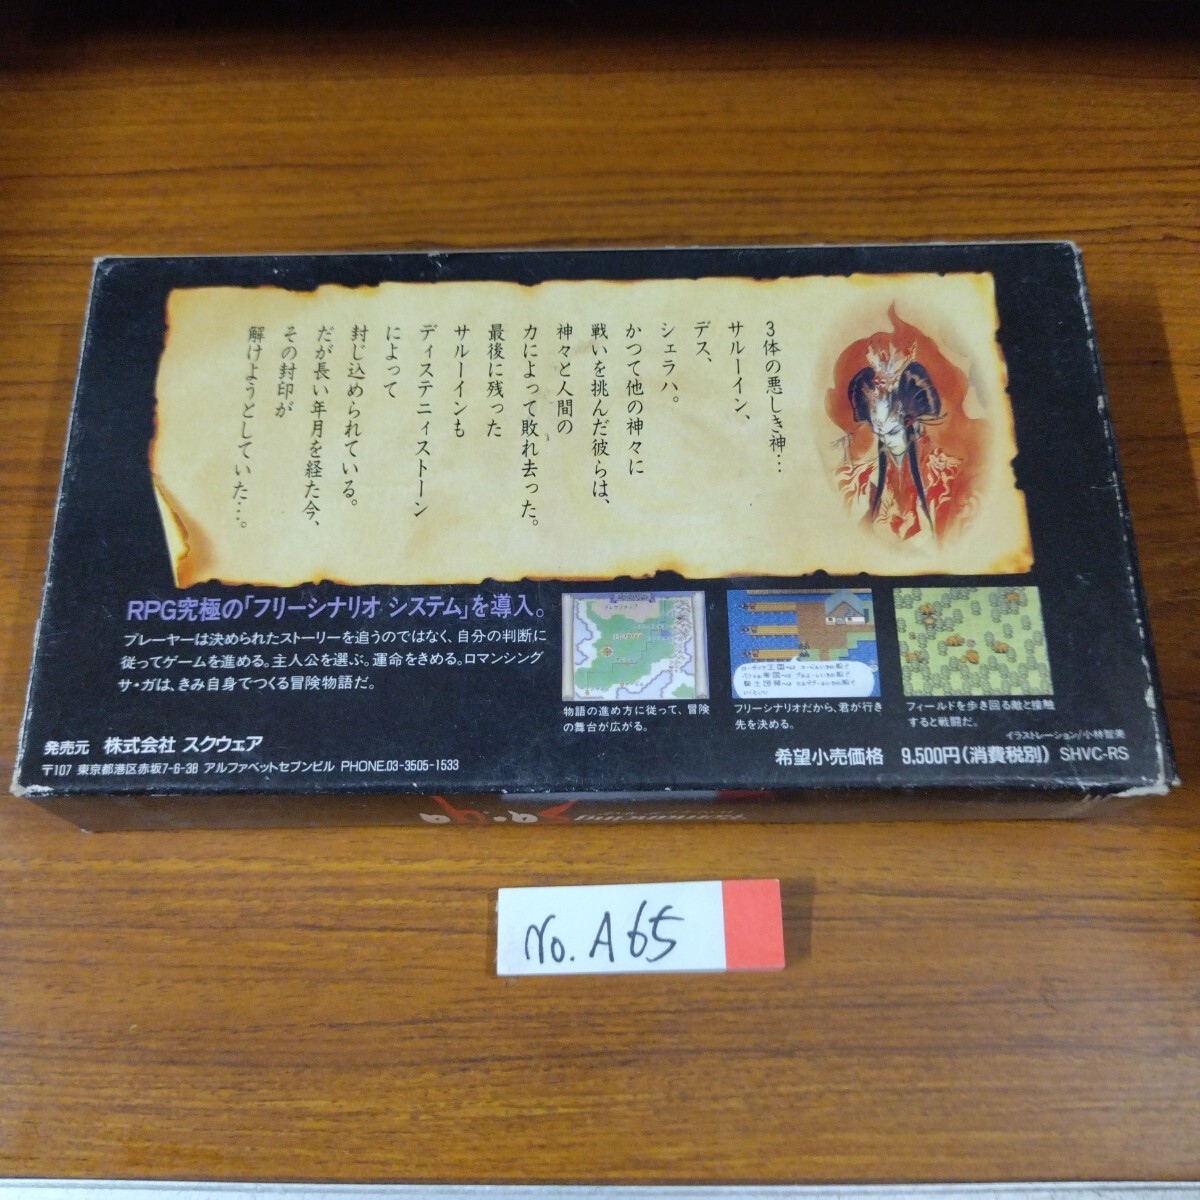 3体の悪しき神…
サルーイン、
デス、
シェラハ。
かつて他の神々に
戦いを挑んだ彼らは、
神々と人間の
力によって敗れ去った。
最後に残った
サルーインも
ディステニィストーン
によって
封じ込められている。
だが長い年月を経た今、
その封印が
解けようとしていた…。
RPG究極の「フリーシナリオ システム」を導入。
プレーヤーは決められたストーリーを追うのではなく、自分の判断に
従ってゲームを進める。主人公を選ぶ。運命をきめる。ロマンシング
サ・ガは、きみ自身でつくる冒険物語だ。
物語の進め方に従って、冒険
の舞台が広がる。
フリーシナリオだから、君が行き
先を決める。
フィールドを歩き回る敵と接触
すると戦闘だ。
イラストレーション/小林智美
発売元 株式会社 スクウェア
〒107 東京都港区赤坂7-6-38 アルファベットセブンビル PHONE.03-3505-1533
希望小売価格 9,500円(消費税別) SHVC-RS
No. A65